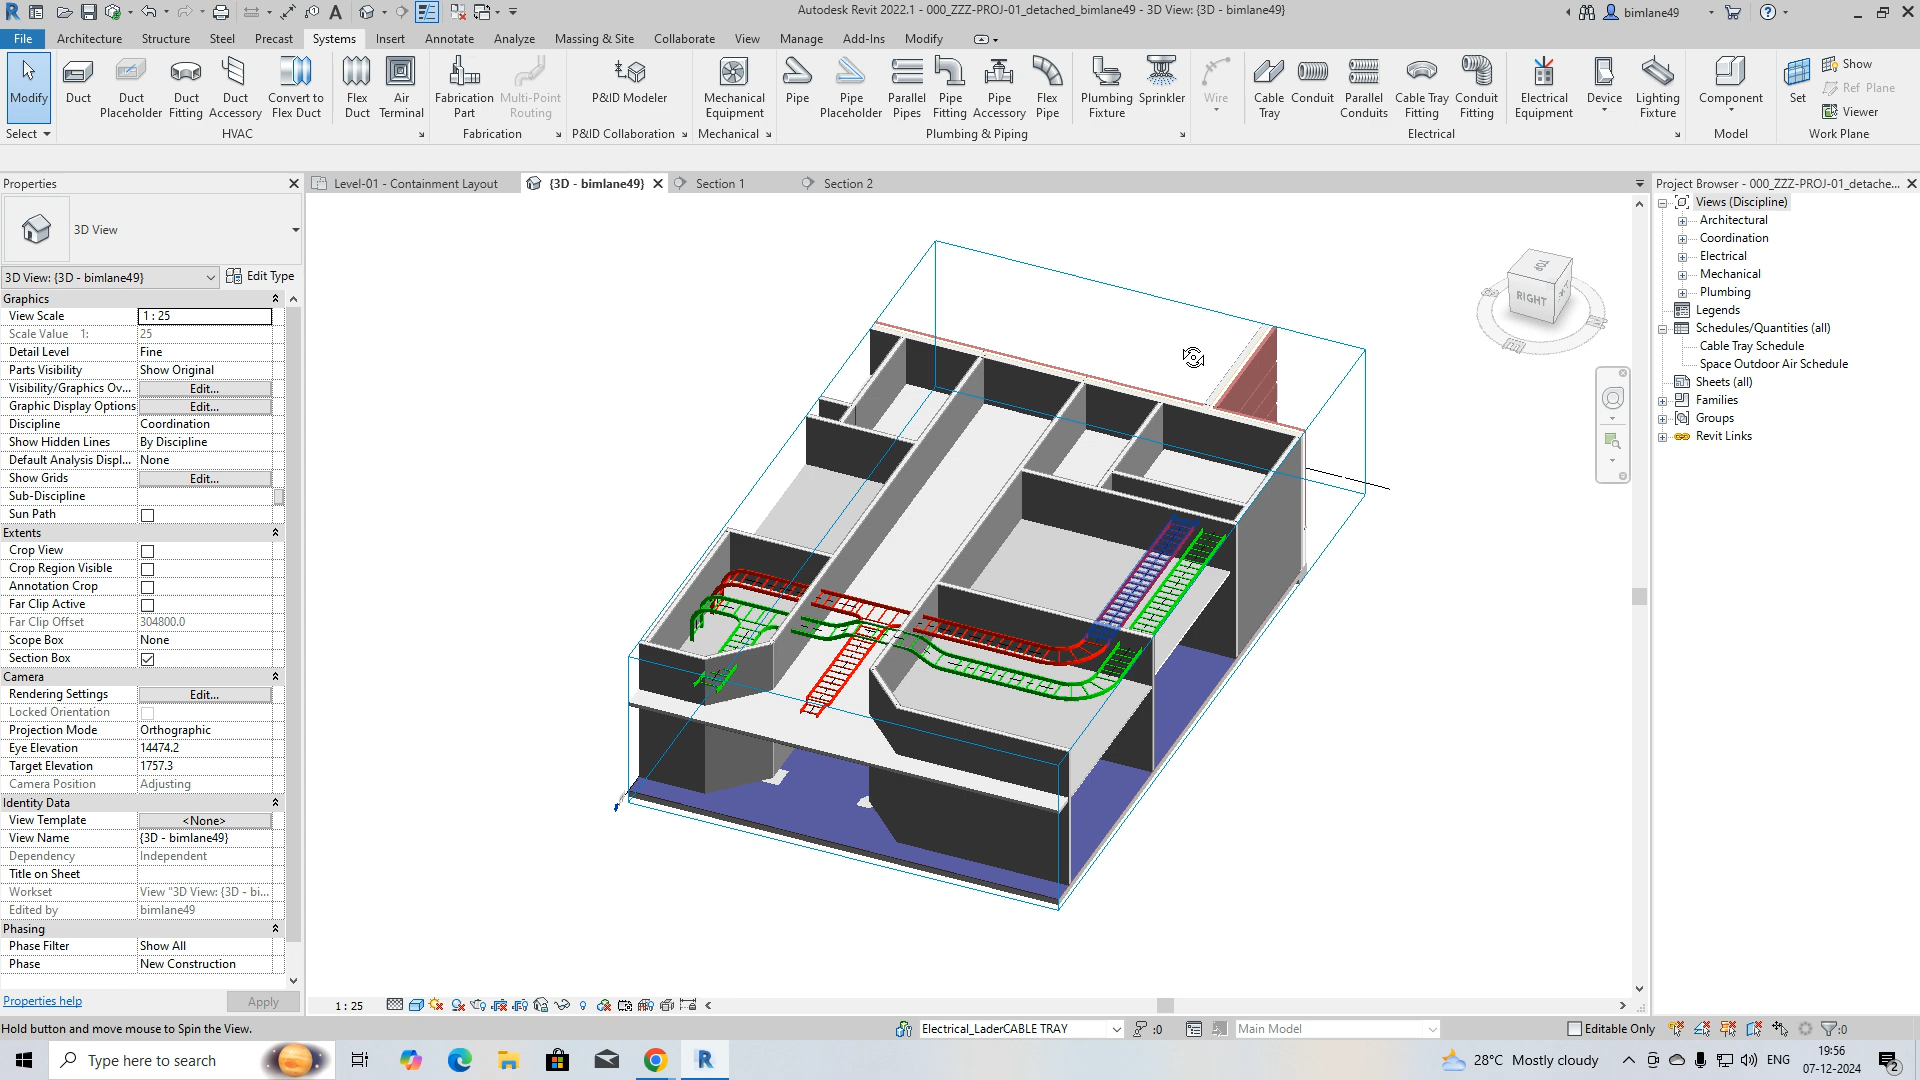 Autodesk Revit 2022.1 - 000_ZZZ-PROJ-01_detached_bimlane49 - 3D View: {3D - bimlane49}
bimlane49
File Architecture Structure Steel Precast Systems Insert Annotate Analyze Massing & Site Collaborate View Manage Add-Ins Modify
Modify
Duct
Duct Placeholder
Duct Fitting
Duct Accessory
Convert to Flex Duct
Flex Duct
Air Terminal
Fabrication Part
Multi-Point Routing
P&ID Modeler
Mechanical Equipment
Pipe
Pipe Placeholder
Parallel Pipes
Pipe Fitting
Pipe Accessory
Flex Pipe
Plumbing Fixture
Sprinkler
Wire
Cable Tray
Conduit
Parallel Conduits
Cable Tray Fitting
Conduit Fitting
Electrical Equipment
Device
Lighting Fixture
Component
Set
Show
Ref Plane
Viewer
Select HVAC Fabrication P&ID Collaboration Mechanical Plumbing & Piping Electrical Model Work Plane
Properties
Level-01 - Containment Layout {3D - bimlane49} Section 1 Section 2
Project Browser - 000_ZZZ-PROJ-01_detache...
3D View
3D View: {3D - bimlane49} Edit Type
Graphics
View Scale 1 : 25
Scale Value 1: 25
Detail Level Fine
Parts Visibility Show Original
Visibility/Graphics Ov... Edit...
Graphic Display Options Edit...
Discipline Coordination
Show Hidden Lines By Discipline
Default Analysis Displ... None
Show Grids Edit...
Sub-Discipline
Sun Path
Extents
Crop View
Crop Region Visible
Annotation Crop
Far Clip Active
Far Clip Offset 304800.0
Scope Box None
Section Box
Camera
Rendering Settings Edit...
Locked Orientation
Projection Mode Orthographic
Eye Elevation 14474.2
Target Elevation 1757.3
Camera Position Adjusting
Identity Data
View Template <None>
View Name {3D - bimlane49}
Dependency Independent
Title on Sheet
Workset View "3D View: {3D - bi...
Edited by bimlane49
Phasing
Phase Filter Show All
Phase New Construction
Properties help Apply
TOP
RIGHT
Views (Discipline)
Architectural
Coordination
Electrical
Mechanical
Plumbing
Legends
Schedules/Quantities (all)
Cable Tray Schedule
Space Outdoor Air Schedule
Sheets (all)
Families
Groups
Revit Links
1 : 25
Hold button and move mouse to Spin the View.
Electrical_LaderCABLE TRAY :0 Main Model Editable Only :0
Type here to search
28°C Mostly cloudy
ENG
19:56
07-12-2024
2